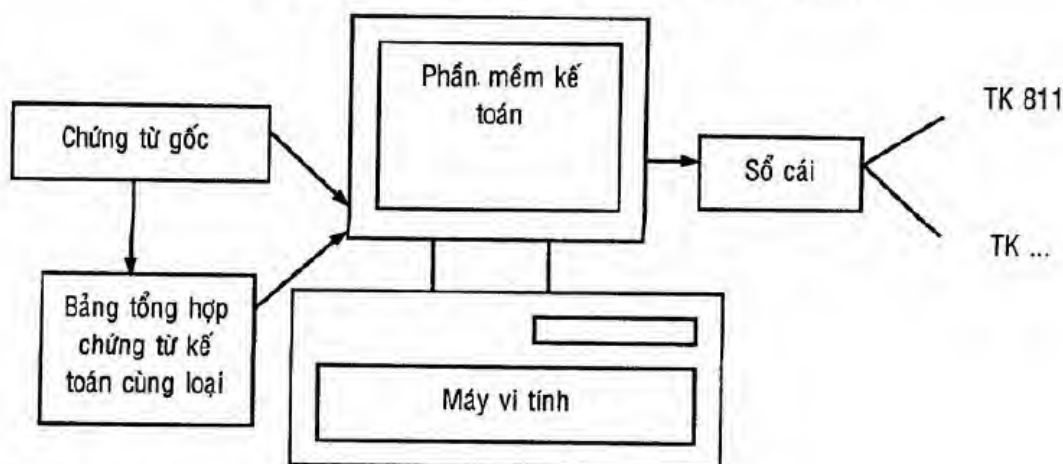 Chứng từ gốc
Bảng tổng hợp
chứng từ kế
toán cùng loại
Phần mềm kế
toán
Máy vi tính
Sổ cái
TK 811
TK ...